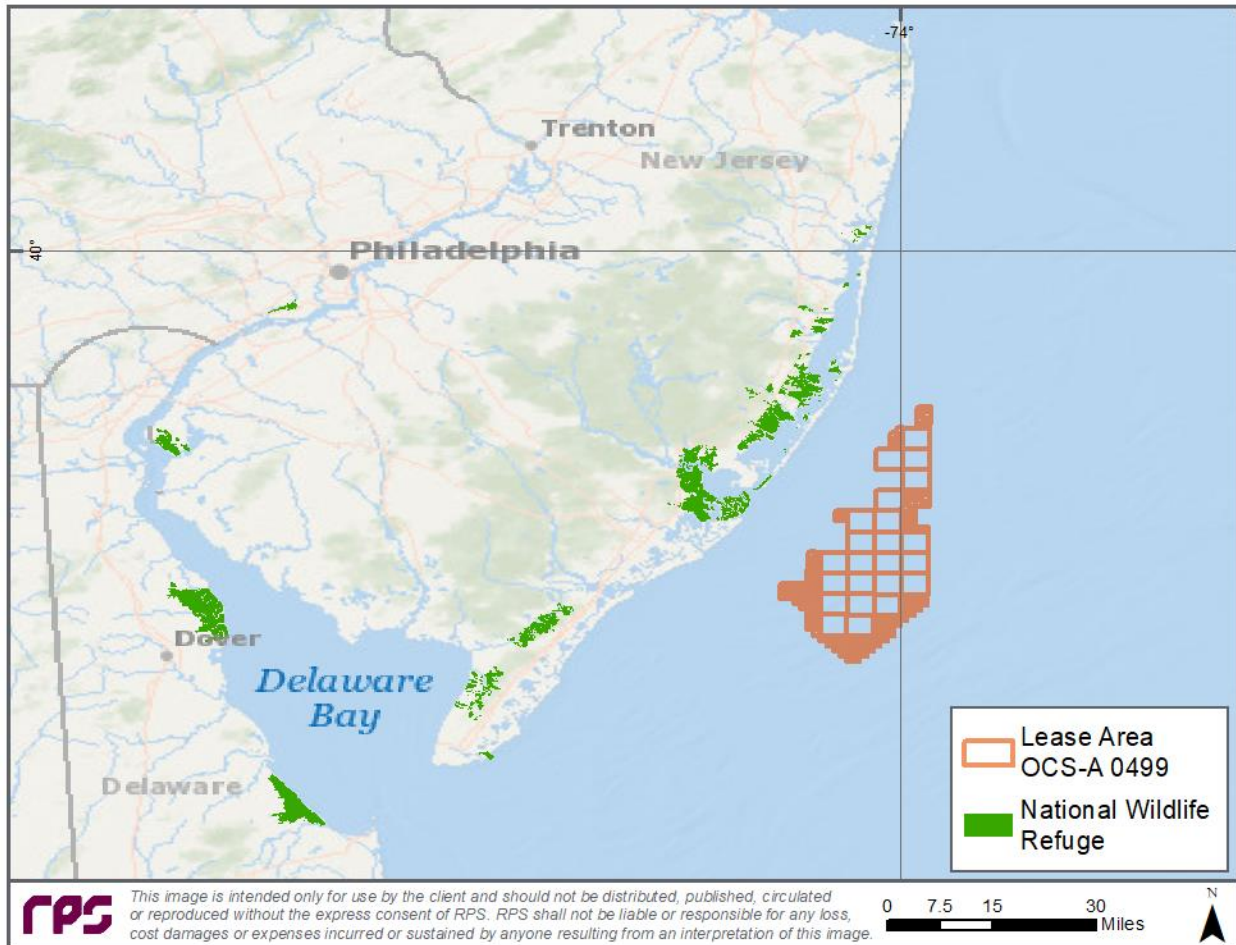 -74°
Trenton
New Jersey
40°
Philadelphia
Dover
Delaware
Bay
Delaware
Lease Area
OCS-A 0499
National Wildlife
Refuge
rps
This image is intended only for use by the client and should not be distributed, published, circulated
or reproduced without the express consent of RPS. RPS shall not be liable or responsible for any loss,
cost damages or expenses incurred or sustained by anyone resulting from an interpretation of this image.
0 7.5 15 30
Miles
N